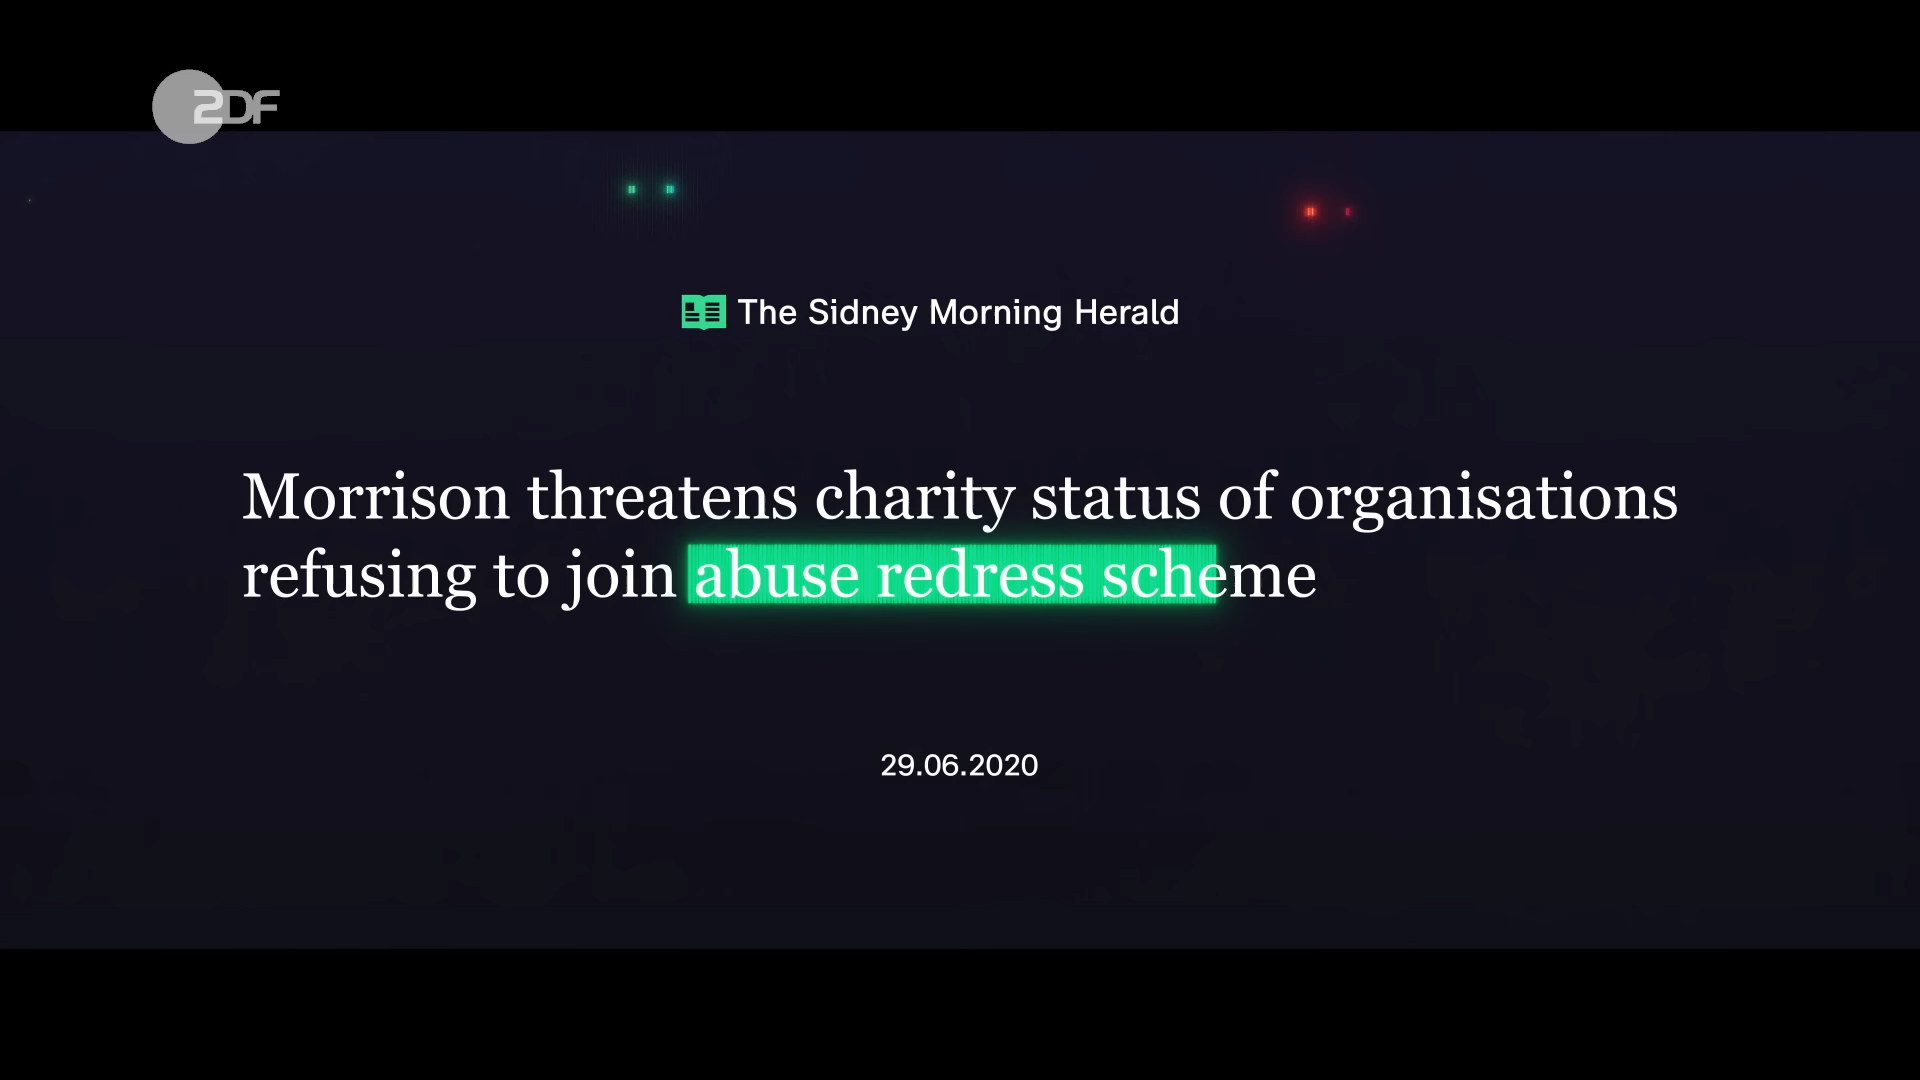 ZDF
The Sidney Morning Herald
Morrison threatens charity status of organisations
refusing to join abuse redress scheme
29.06.2020